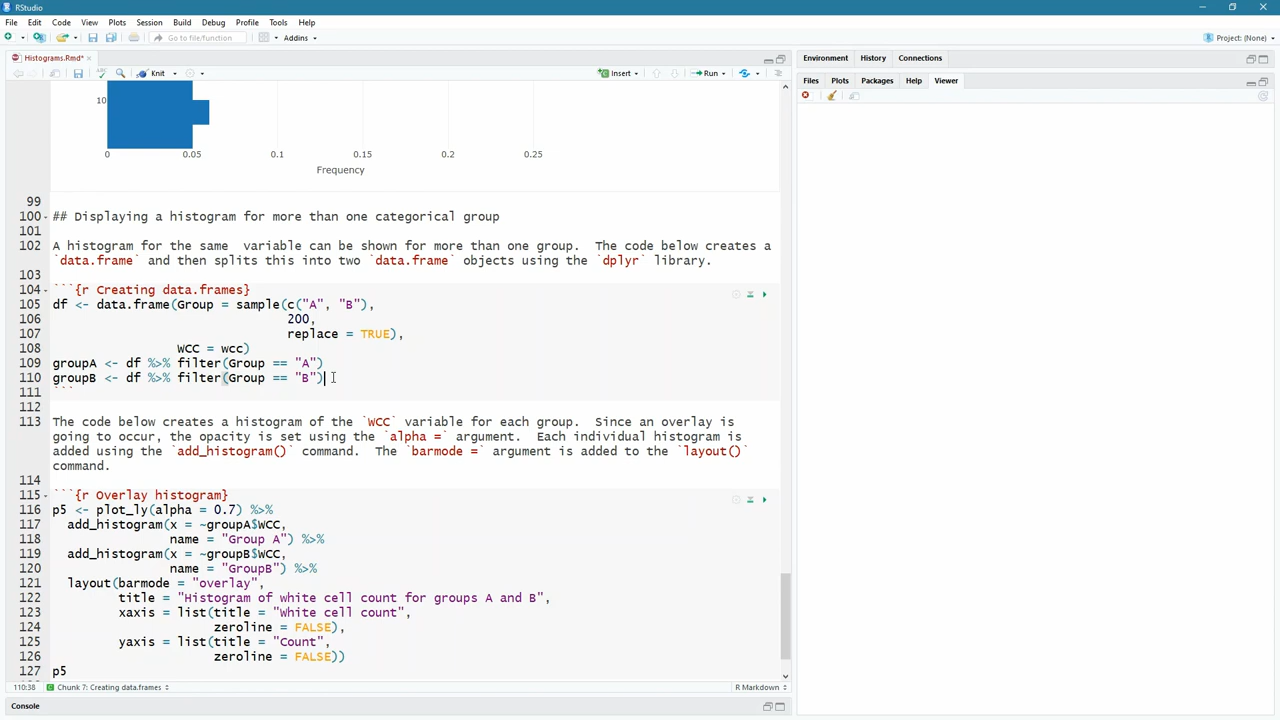 RStudio
File Edit Code View Plots Session Build Debug Profile Tools Help
Go to file/function Addins Project: (None)
Histograms.Rmd* Environment History Connections
Knit Insert Run Files Plots Packages Help Viewer
10
0 0.05 0.1 0.15 0.2 0.25
Frequency
99
100 ## Displaying a histogram for more than one categorical group
101
102 A histogram for the same  variable can be shown for more than one group.  The code below creates a
`data.frame` and then splits this into two `data.frame` objects using the `dplyr` library.
103
104 ```{r Creating data.frames}
105 df <- data.frame(Group = sample(c("A", "B"),
106 200,
107 replace = TRUE),
108 WCC = wcc)
109 groupA <- df %>% filter(Group == "A")
110 groupB <- df %>% filter(Group == "B")
111 ```
112
113 The code below creates a histogram of the `WCC` variable for each group.  Since an overlay is
going to occur, the opacity is set using the `alpha =` argument.  Each individual histogram is
added using the `add_histogram()` command.  The `barmode =` argument is added to the `layout()`
command.
114
115 ```{r Overlay histogram}
116 p5 <- plot_ly(alpha = 0.7) %>%
117 add_histogram(x = ~groupA$WCC,
118 name = "Group A") %>%
119 add_histogram(x = ~groupB$WCC,
120 name = "GroupB") %>%
121 layout(barmode = "overlay",
122 title = "Histogram of white cell count for groups A and B",
123 xaxis = list(title = "White cell count",
124 zeroline = FALSE),
125 yaxis = list(title = "Count",
126 zeroline = FALSE))
127 p5
110:38 Chunk 7: Creating data.frames R Markdown
Console